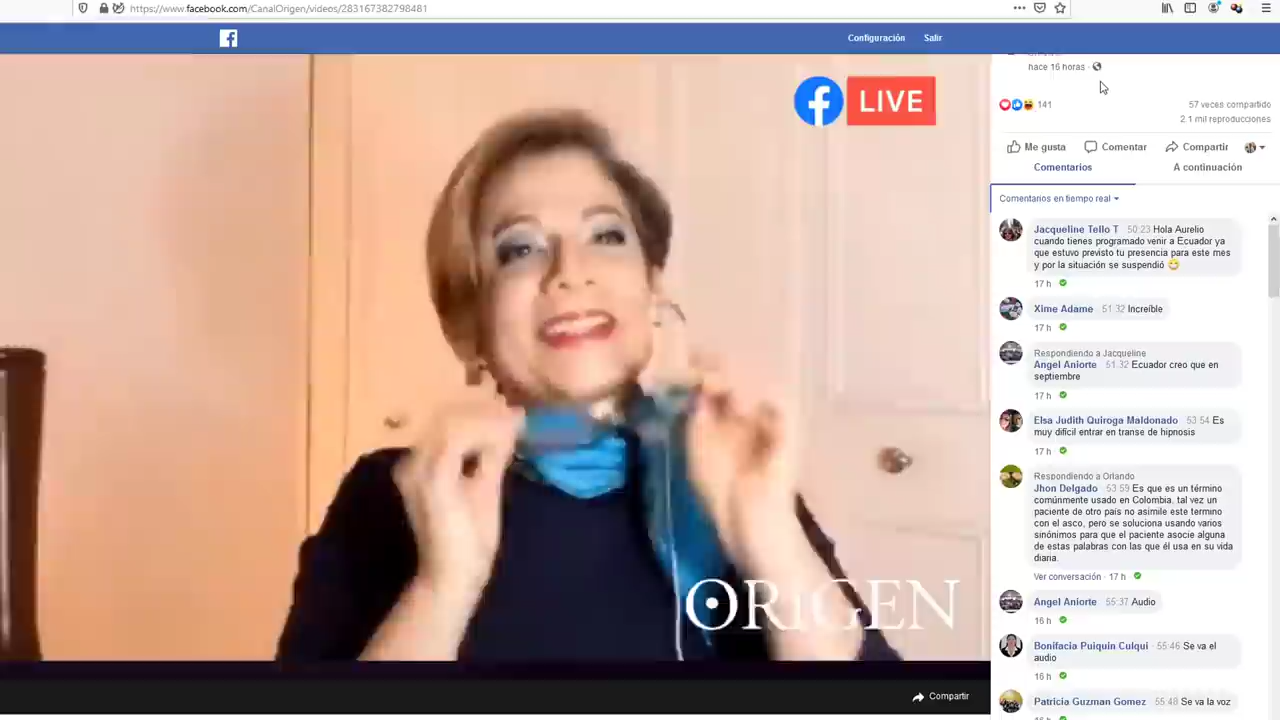 https://www.facebook.com/CanalOrigen/videos/283167382798481
Configuración Salir
LIVE
ORIGEN
Compartir
hace 16 horas ·
141
57 veces compartido
2.1 mil reproducciones
Me gusta Comentar Compartir
Comentarios A continuación
Comentarios en tiempo real
Jacqueline Tello T 50:23 Hola Aurelio
cuando tienes programado venir a Ecuador ya
que estuvo previsto tu presencia para este mes
y por la situación se suspendió
17 h
Xime Adame 51:32 Increíble
17 h
Respondiendo a Jacqueline
Angel Aniorte 51:32 Ecuador creo que en
septiembre
17 h
Elsa Judith Quiroga Maldonado 53:54 Es
muy difícil entrar en transe de hipnosis
17 h
Respondiendo a Orlando
Jhon Delgado 53:59 Es que es un término
comúnmente usado en Colombia. tal vez un
paciente de otro país no asimile este termino
con el asco, pero se soluciona usando varios
sinónimos para que el paciente asocie alguna
de estas palabras con las que él usa en su vida
diaria.
Ver conversación · 17 h
Angel Aniorte 55:37 Audio
16 h
Bonifacia Puiquin Culqui · 55:46 Se va el
audio
16 h
Patricia Guzman Gomez 55:48 Se va la voz